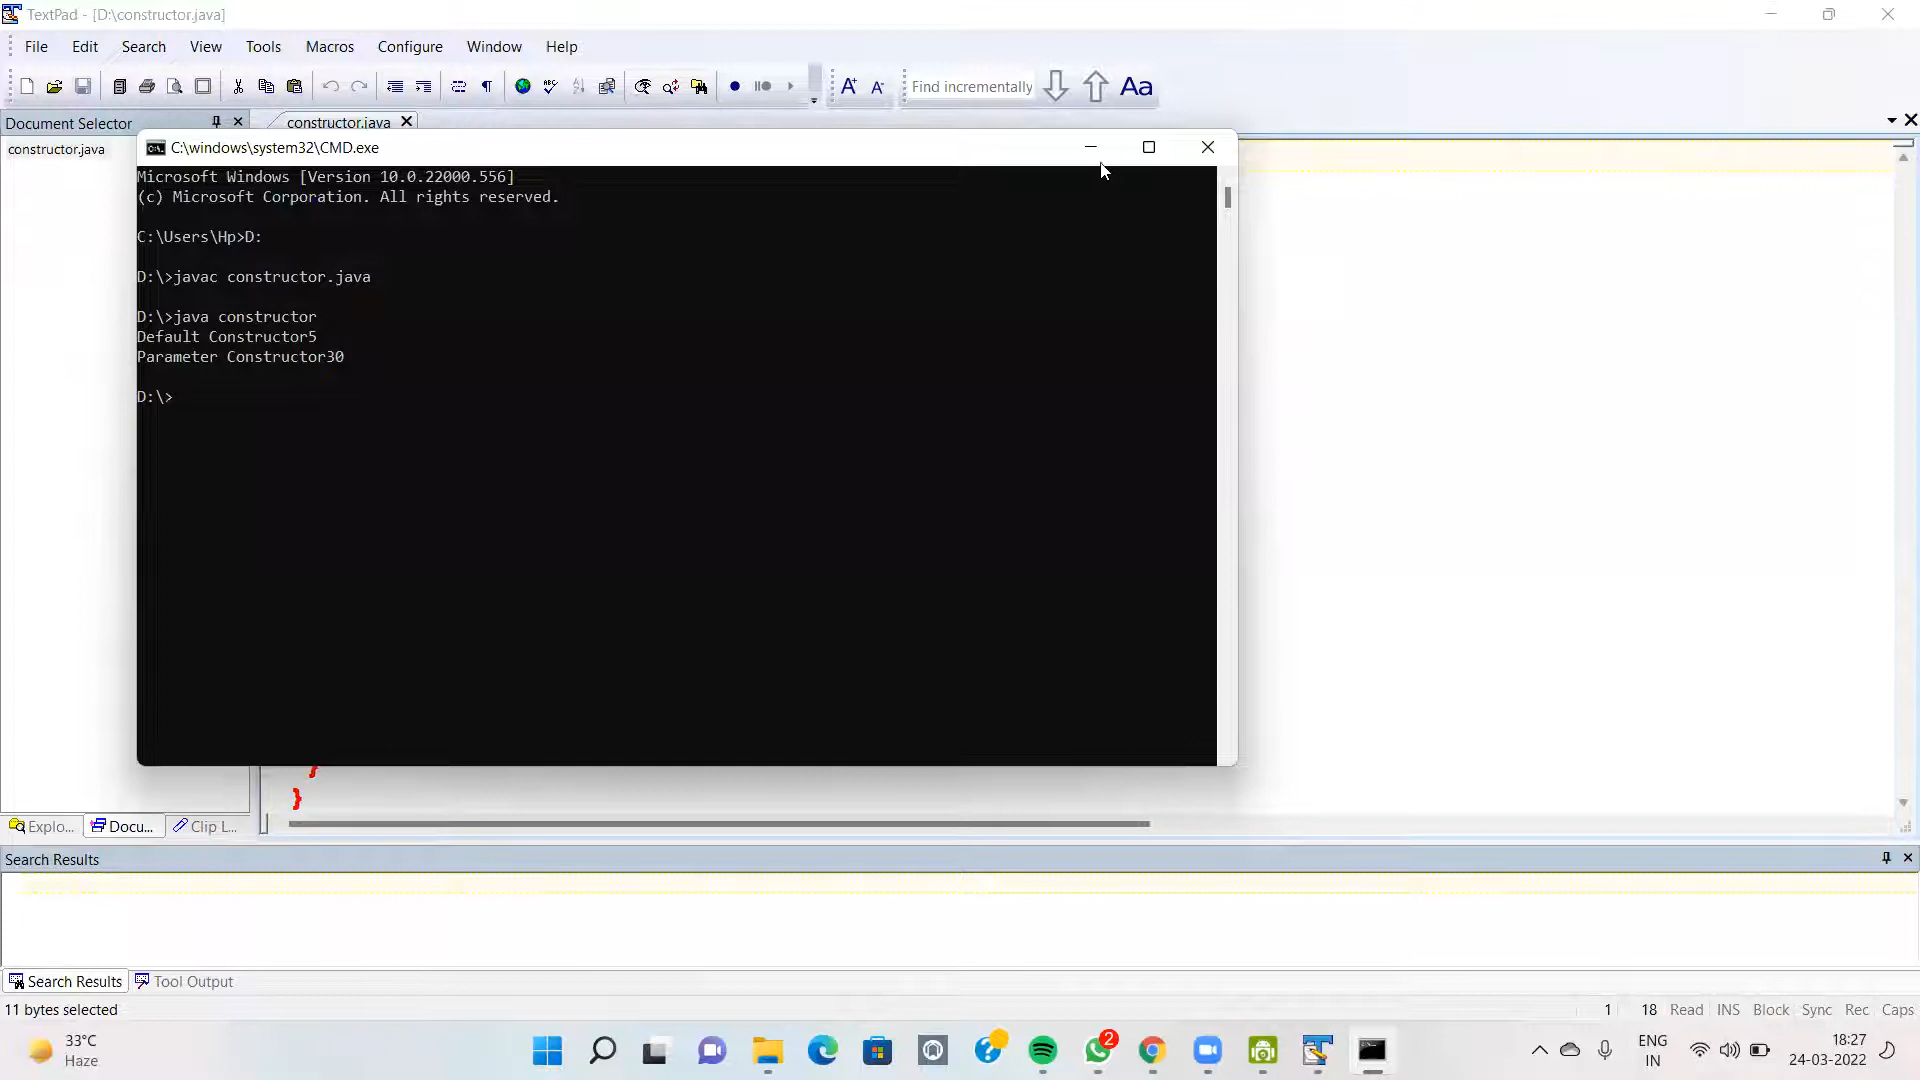 TextPad - [D:\constructor.java]
File Edit Search View Tools Macros Configure Window Help
Find incrementally
Aa
Document Selector
constructor.java
constructor.java
C:\windows\system32\CMD.exe
Microsoft Windows [Version 10.0.22000.556]
(c) Microsoft Corporation. All rights reserved.
C:\Users\Hp>D:
D:\>javac constructor.java
D:\>java constructor
Default Constructor5
Parameter Constructor30
D:\>
}
}
Explo... Docu... Clip L...
Search Results
Search Results Tool Output
11 bytes selected
1 18 Read INS Block Sync Rec Caps
33°C
Haze
2
ENG
IN
18:27
24-03-2022